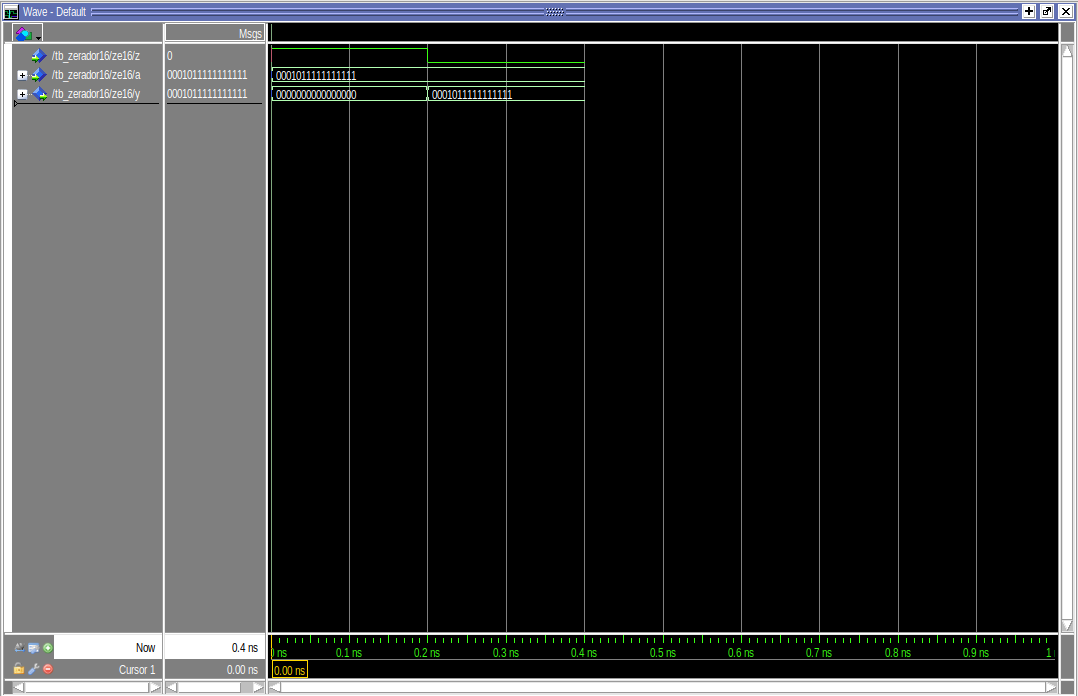 Wave - Default
Msgs
/tb_zerador16/ze16/z 0
/tb_zerador16/ze16/a 0001011111111111 0001011111111111
/tb_zerador16/ze16/y 0001011111111111 0000000000000000 0001011111111111
Now 0.4 ns ns 0.1 ns 0.2 ns 0.3 ns 0.4 ns 0.5 ns 0.6 ns 0.7 ns 0.8 ns 0.9 ns 1
Cursor 1 0.00 ns 0.00 ns